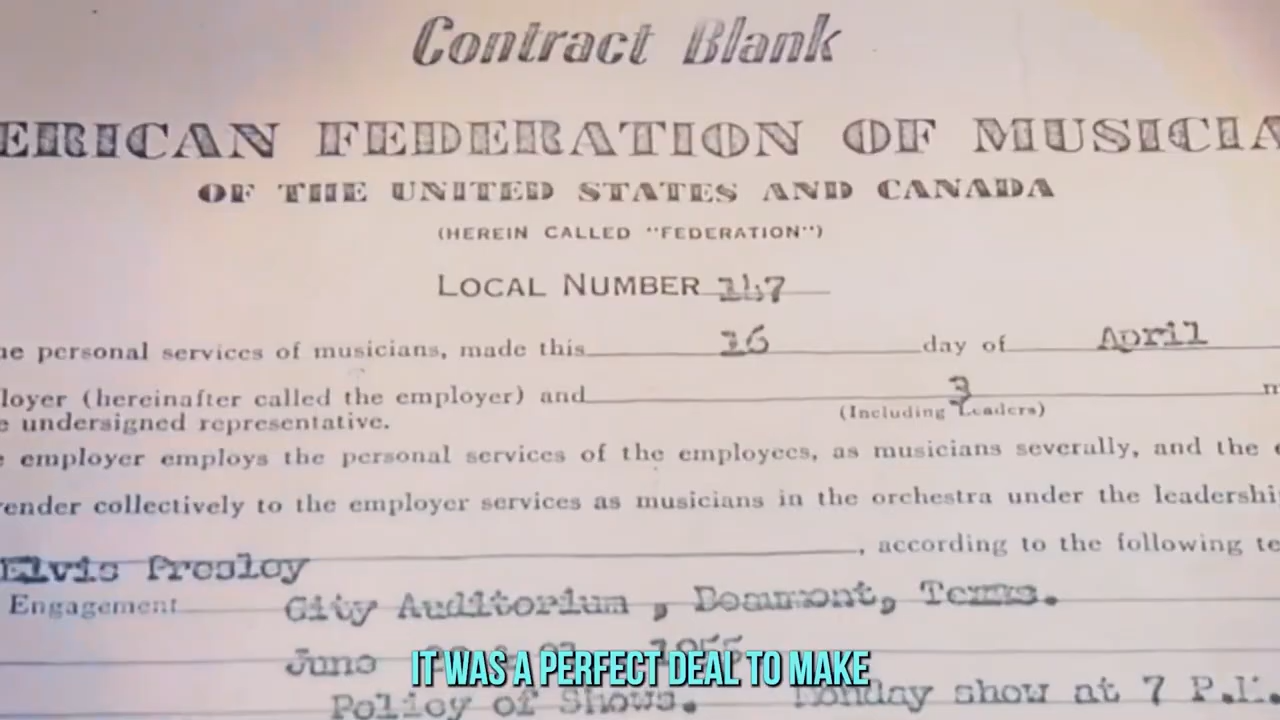 Contract Blank
ERICAN FEDERATION OF MUSICIA
OF THE UNITED STATES AND CANADA
(HEREIN CALLED "FEDERATION")
LOCAL NUMBER 147
he personal services of musicians, made this 16 day of April
loyer (hereinafter called the employer) and 3
(Including Leaders)
e undersigned representative.
e employer employs the personal services of the employees, as musicians severally, and the
render collectively to the employer services as musicians in the orchestra under the leadershi
Elvis Presley , according to the following te
Engagement City Auditorium , Beaumont, Texas.
June 1955
IT WAS A PERFECT DEAL TO MAKE
Policy of Shows. Monday show at 7 P.M.